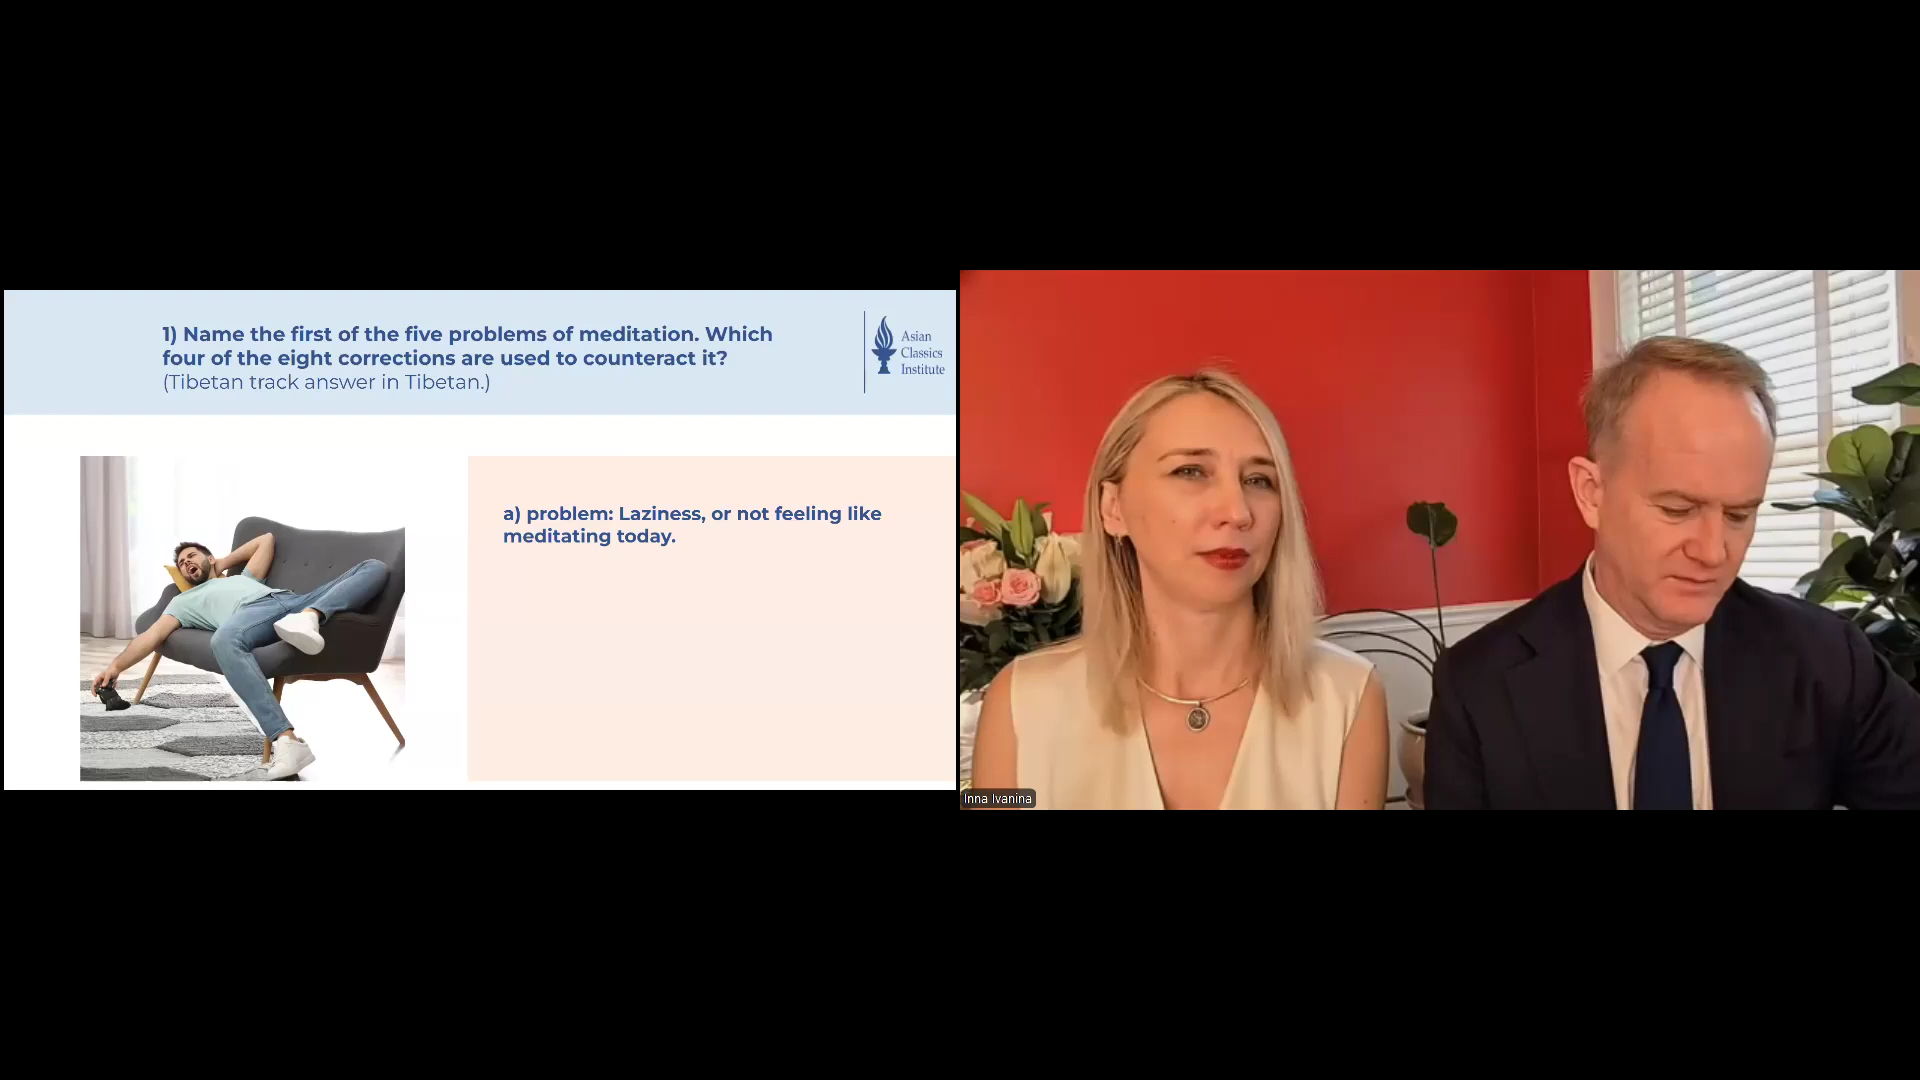 1) Name the first of the five problems of meditation. Which
four of the eight corrections are used to counteract it?
(Tibetan track answer in Tibetan.)
Asian
Classics
Institute
a) problem: Laziness, or not feeling like
meditating today.
Inna Ivanina